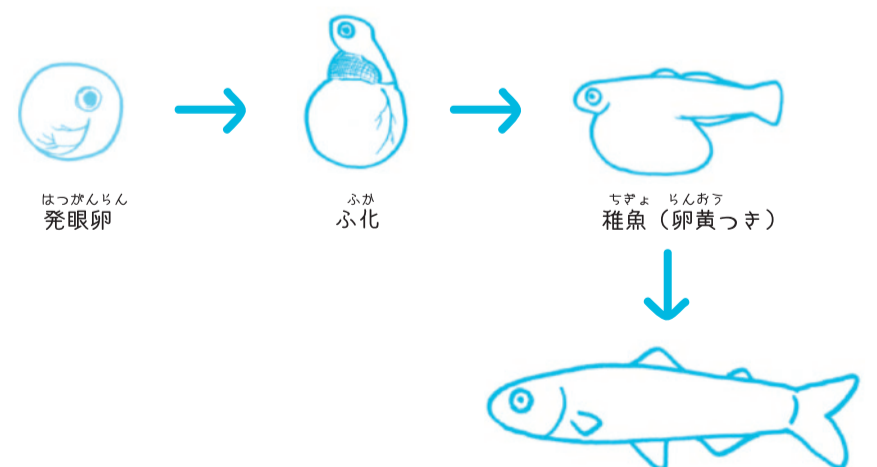 はつがんらん
発眼卵
ふか
ふ化
ちぎょ らんおう
稚魚（卵黄つき）